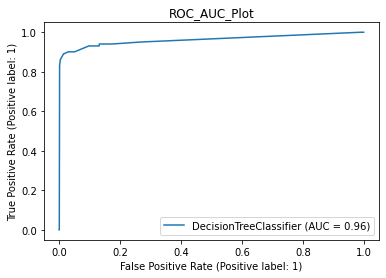 ROC_AUC_Plot
True Positive Rate (Positive label: 1)
1.0
0.8
0.6
0.4
0.2
0.0
DecisionTreeClassifier (AUC = 0.96)
0.0 0.2 0.4 0.6 0.8 1.0
False Positive Rate (Positive label: 1)